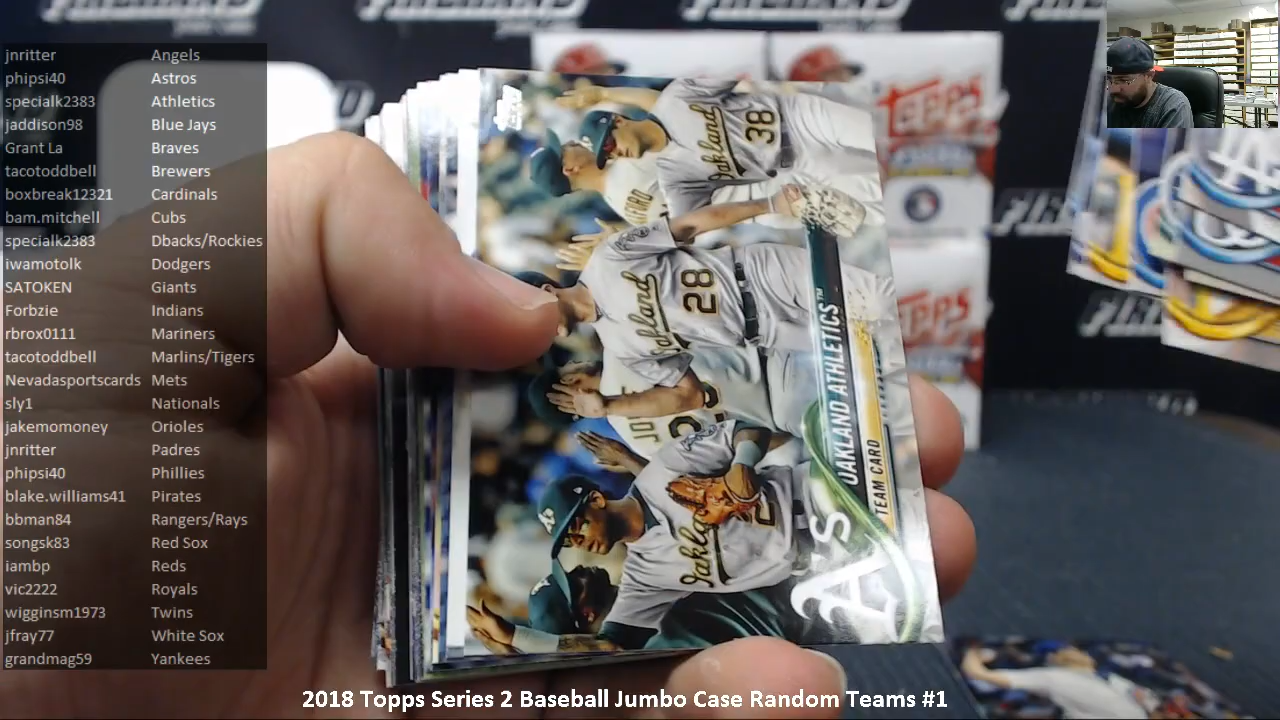 jnritter Angels
phipsi40 Astros
specialk2383 Athletics
jaddison98 Blue Jays
Grant La Braves
tacotoddbell Brewers
boxbreak12321 Cardinals
bam.mitchell Cubs
specialk2383 Dbacks/Rockies
iwamotolk Dodgers
SATOKEN Giants
Forbzie Indians
rbrox0111 Mariners
tacotoddbell Marlins/Tigers
Nevadasportscards Mets
sly1 Nationals
jakemomoney Orioles
jnritter Padres
phipsi40 Phillies
blake.williams41 Pirates
bbman84 Rangers/Rays
songsk83 Red Sox
iambp Reds
vic2222 Royals
wigginsm1973 Twins
jfray77 White Sox
grandmag59 Yankees
Topps
Oakland
38
Oakland
28
OAKLAND ATHLETICS™
TEAM CARD
A's
TOPPS
TOPPS
2018 Topps Series 2 Baseball Jumbo Case Random Teams #1